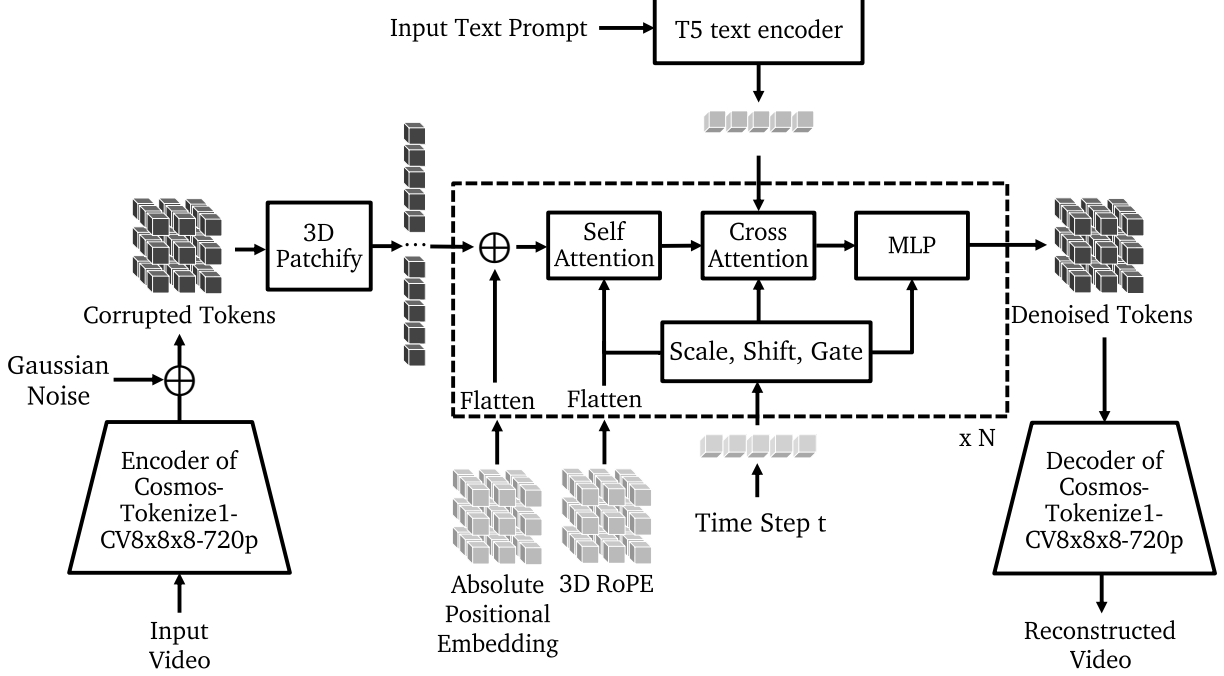 Input Text Prompt
T5 text encoder
3D
Patchify
...
Self
Attention
Cross
Attention
MLP
Corrupted Tokens
Denoised Tokens
Scale, Shift, Gate
Gaussian
Noise
Flatten
Flatten
x N
Encoder of
Cosmos-
Tokenize1-
CV8x8x8-720p
Decoder of
Cosmos-
Tokenize1-
CV8x8x8-720p
Time Step t
Absolute
Positional
Embedding
3D RoPE
Input
Video
Reconstructed
Video